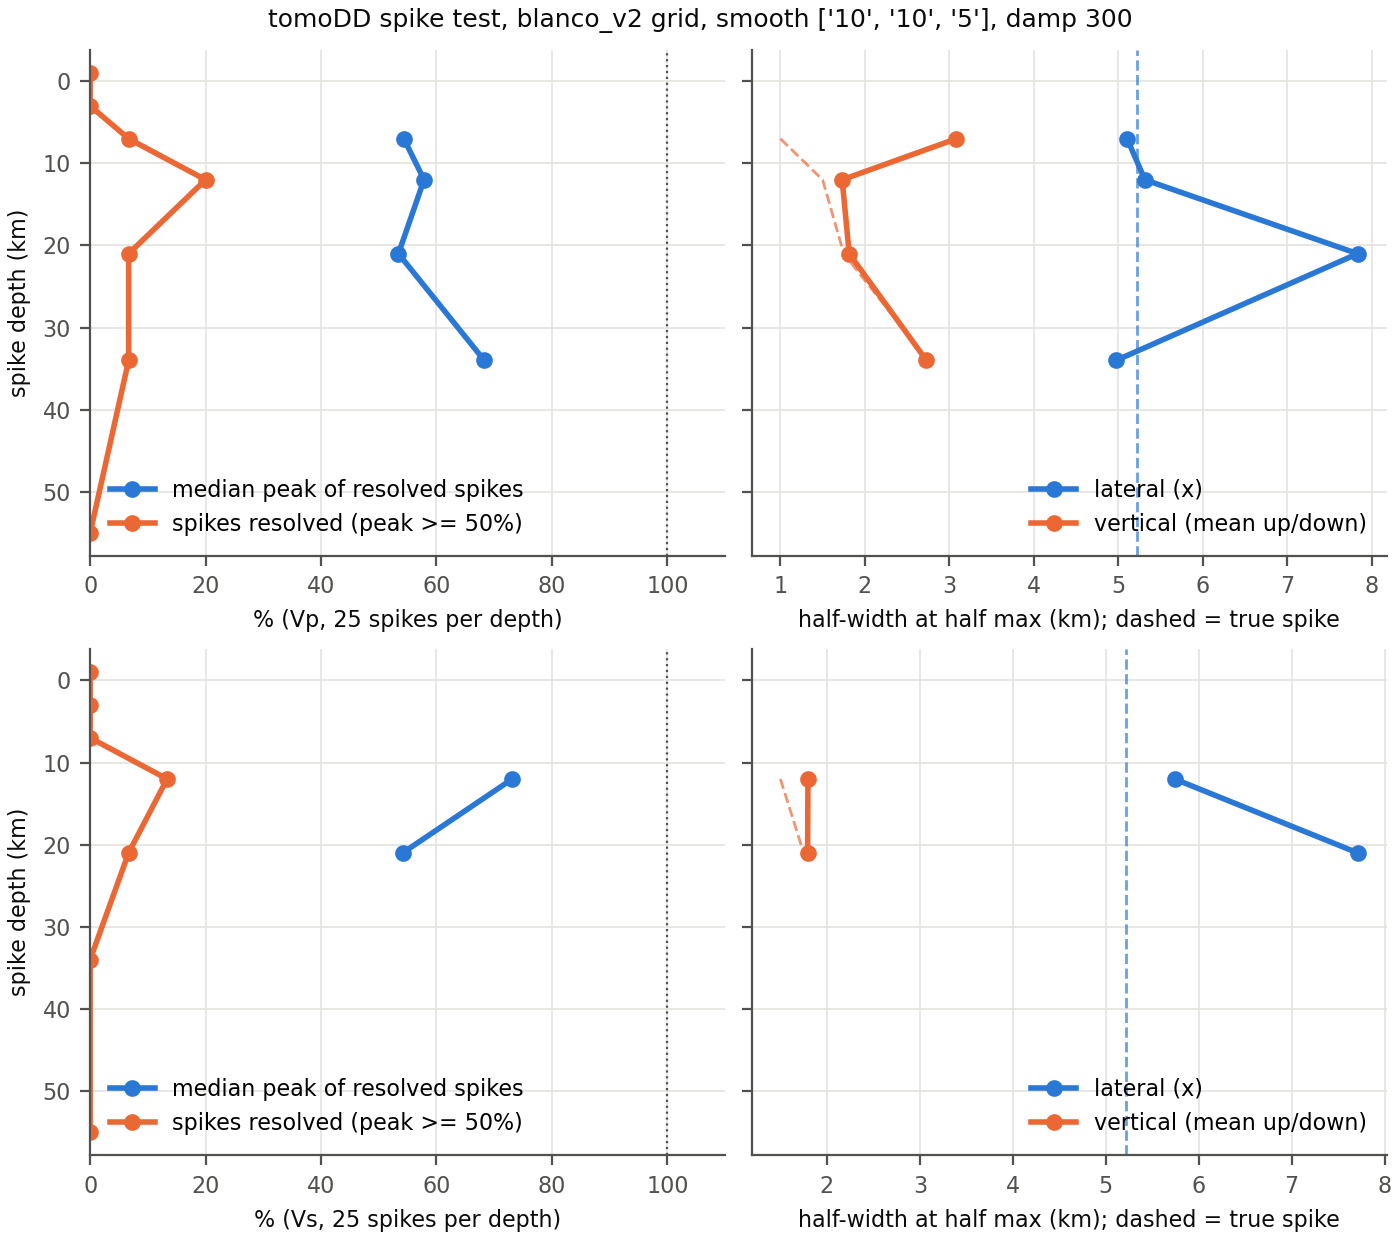 tomoDD spike test, blanco_v2 grid, smooth ['10', '10', '5'], damp 300
0
10
20
30
40
50
spike depth (km)
median peak of resolved spikes
spikes resolved (peak >= 50%)
0 20 40 60 80 100
% (Vp, 25 spikes per depth)
lateral (x)
vertical (mean up/down)
1 2 3 4 5 6 7 8
half-width at half max (km); dashed = true spike
0
10
20
30
40
50
spike depth (km)
median peak of resolved spikes
spikes resolved (peak >= 50%)
0 20 40 60 80 100
% (Vs, 25 spikes per depth)
lateral (x)
vertical (mean up/down)
2 3 4 5 6 7 8
half-width at half max (km); dashed = true spike